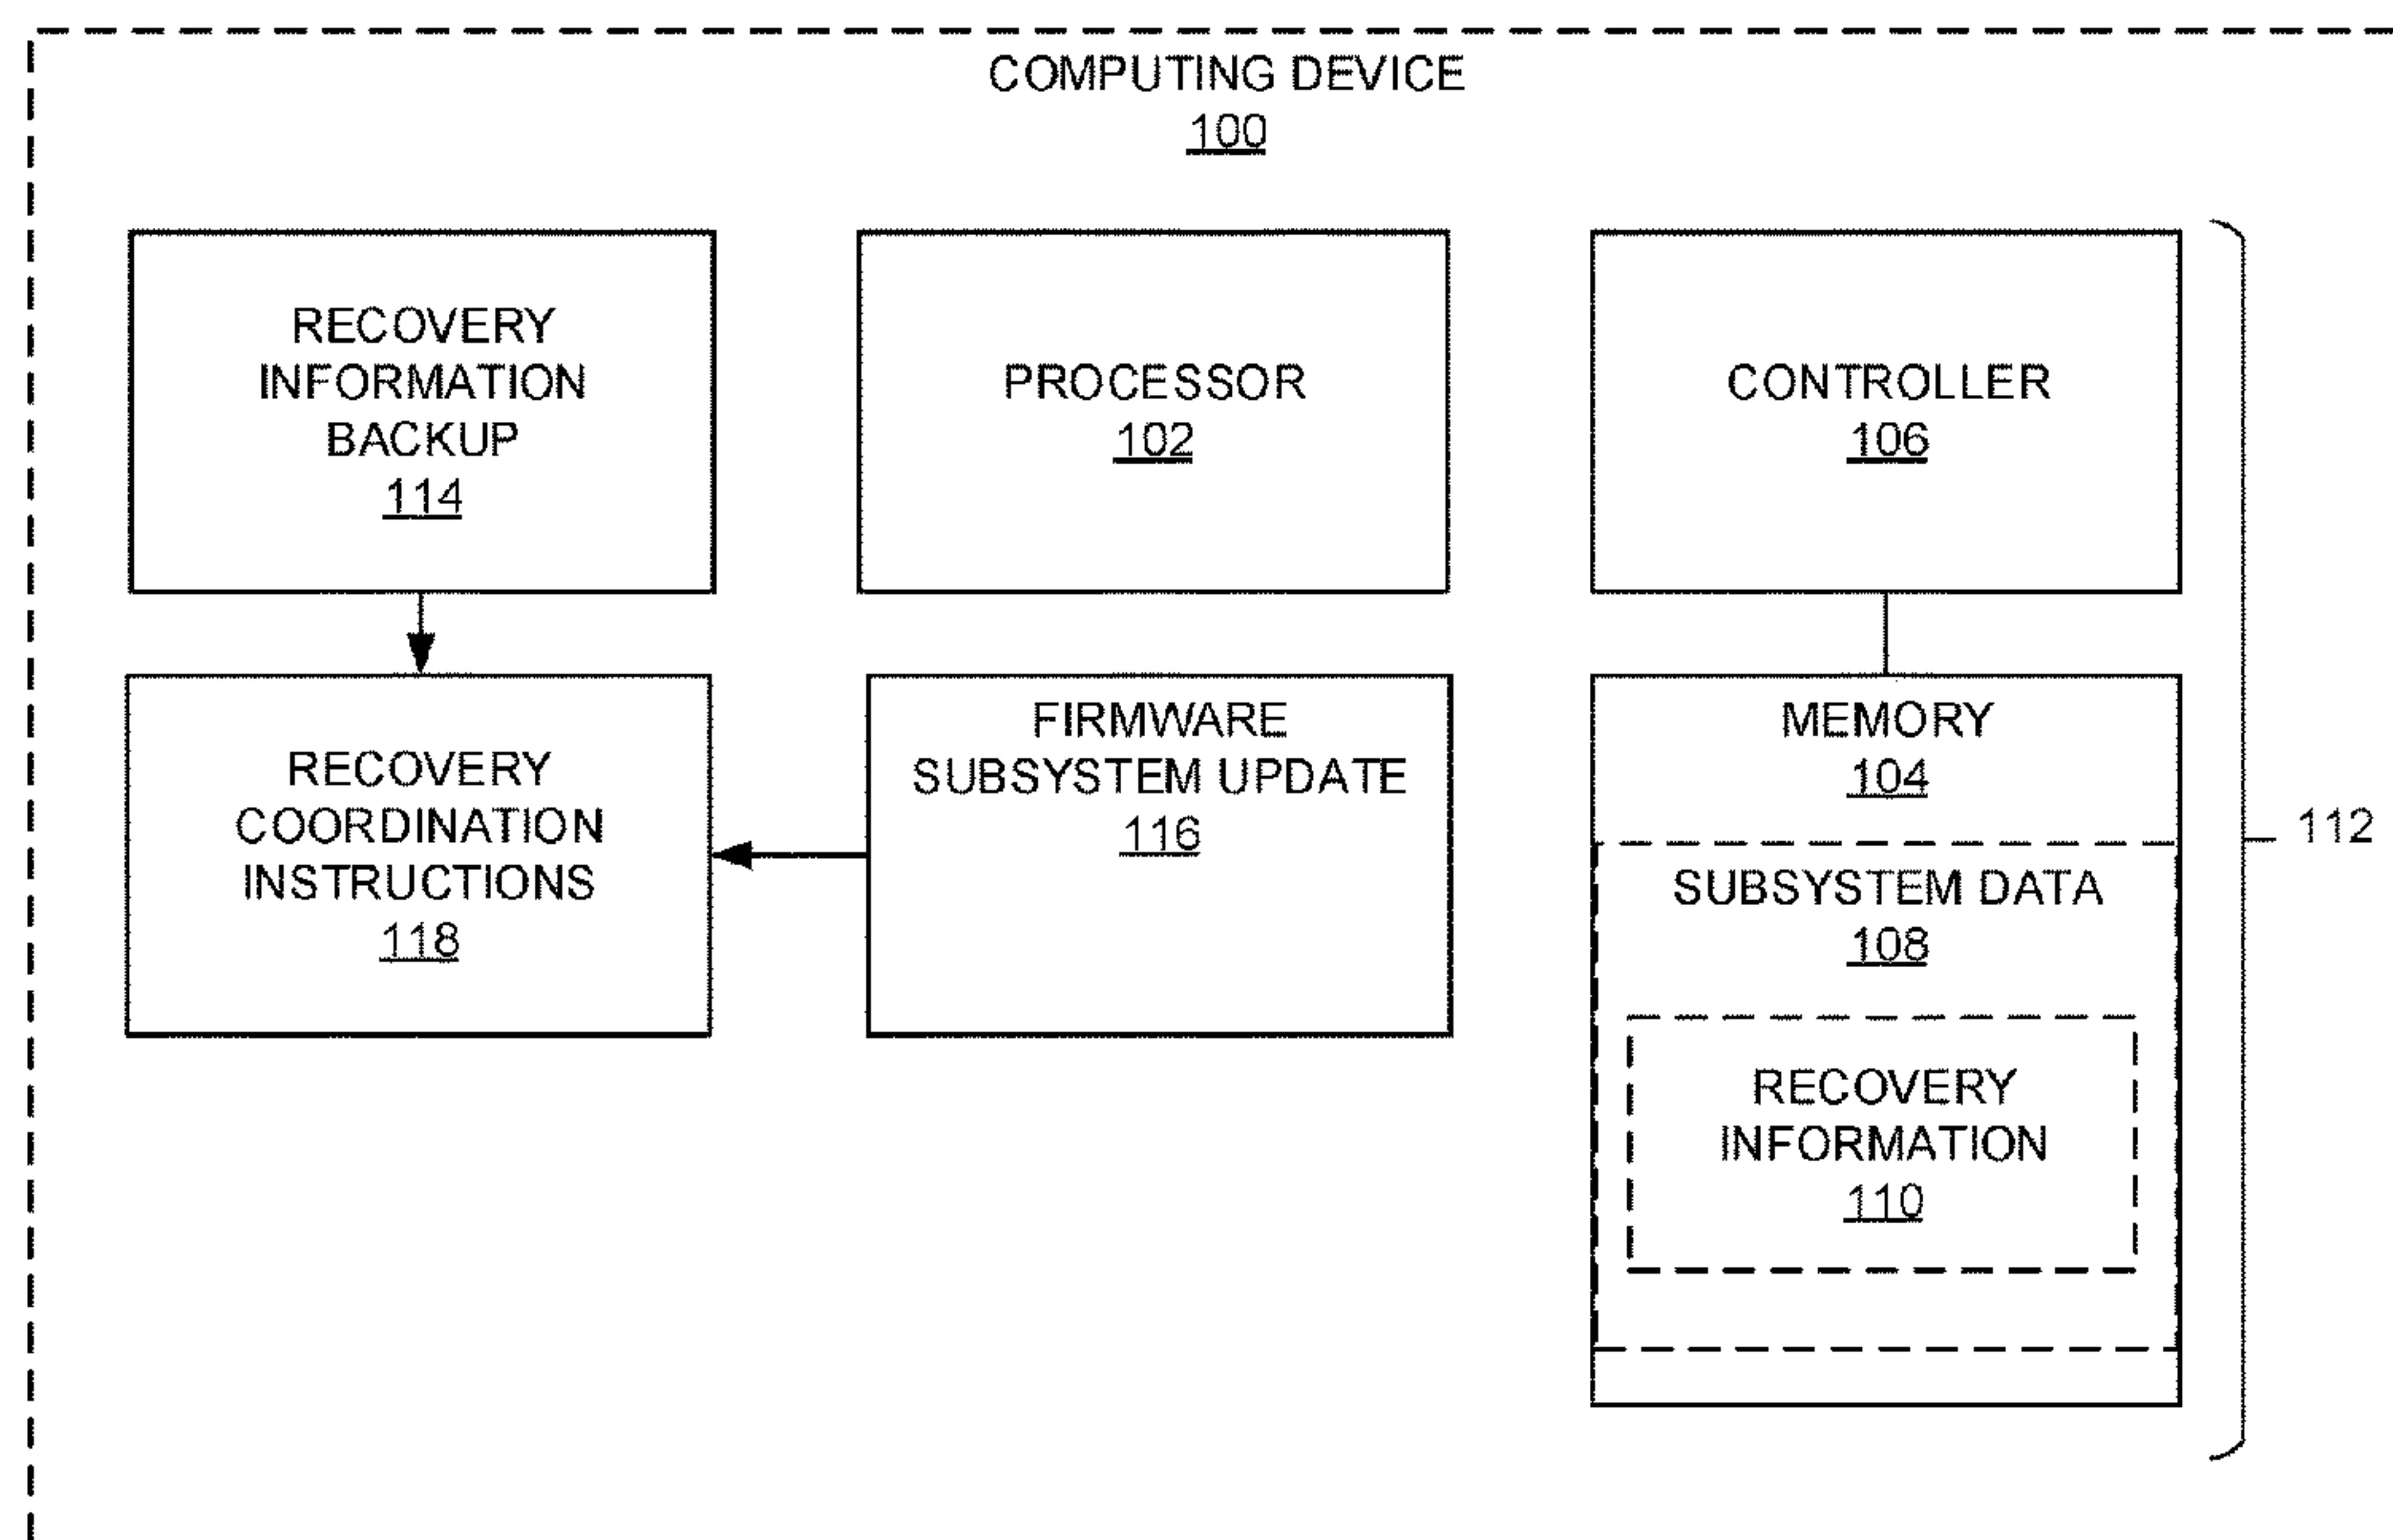 COMPUTING DEVICE
100
RECOVERY
INFORMATION
BACKUP
114
PROCESSOR
102
CONTROLLER
106
RECOVERY
COORDINATION
INSTRUCTIONS
118
FIRMWARE
SUBSYSTEM UPDATE
116
MEMORY
104
SUBSYSTEM DATA
108
RECOVERY
INFORMATION
110
112